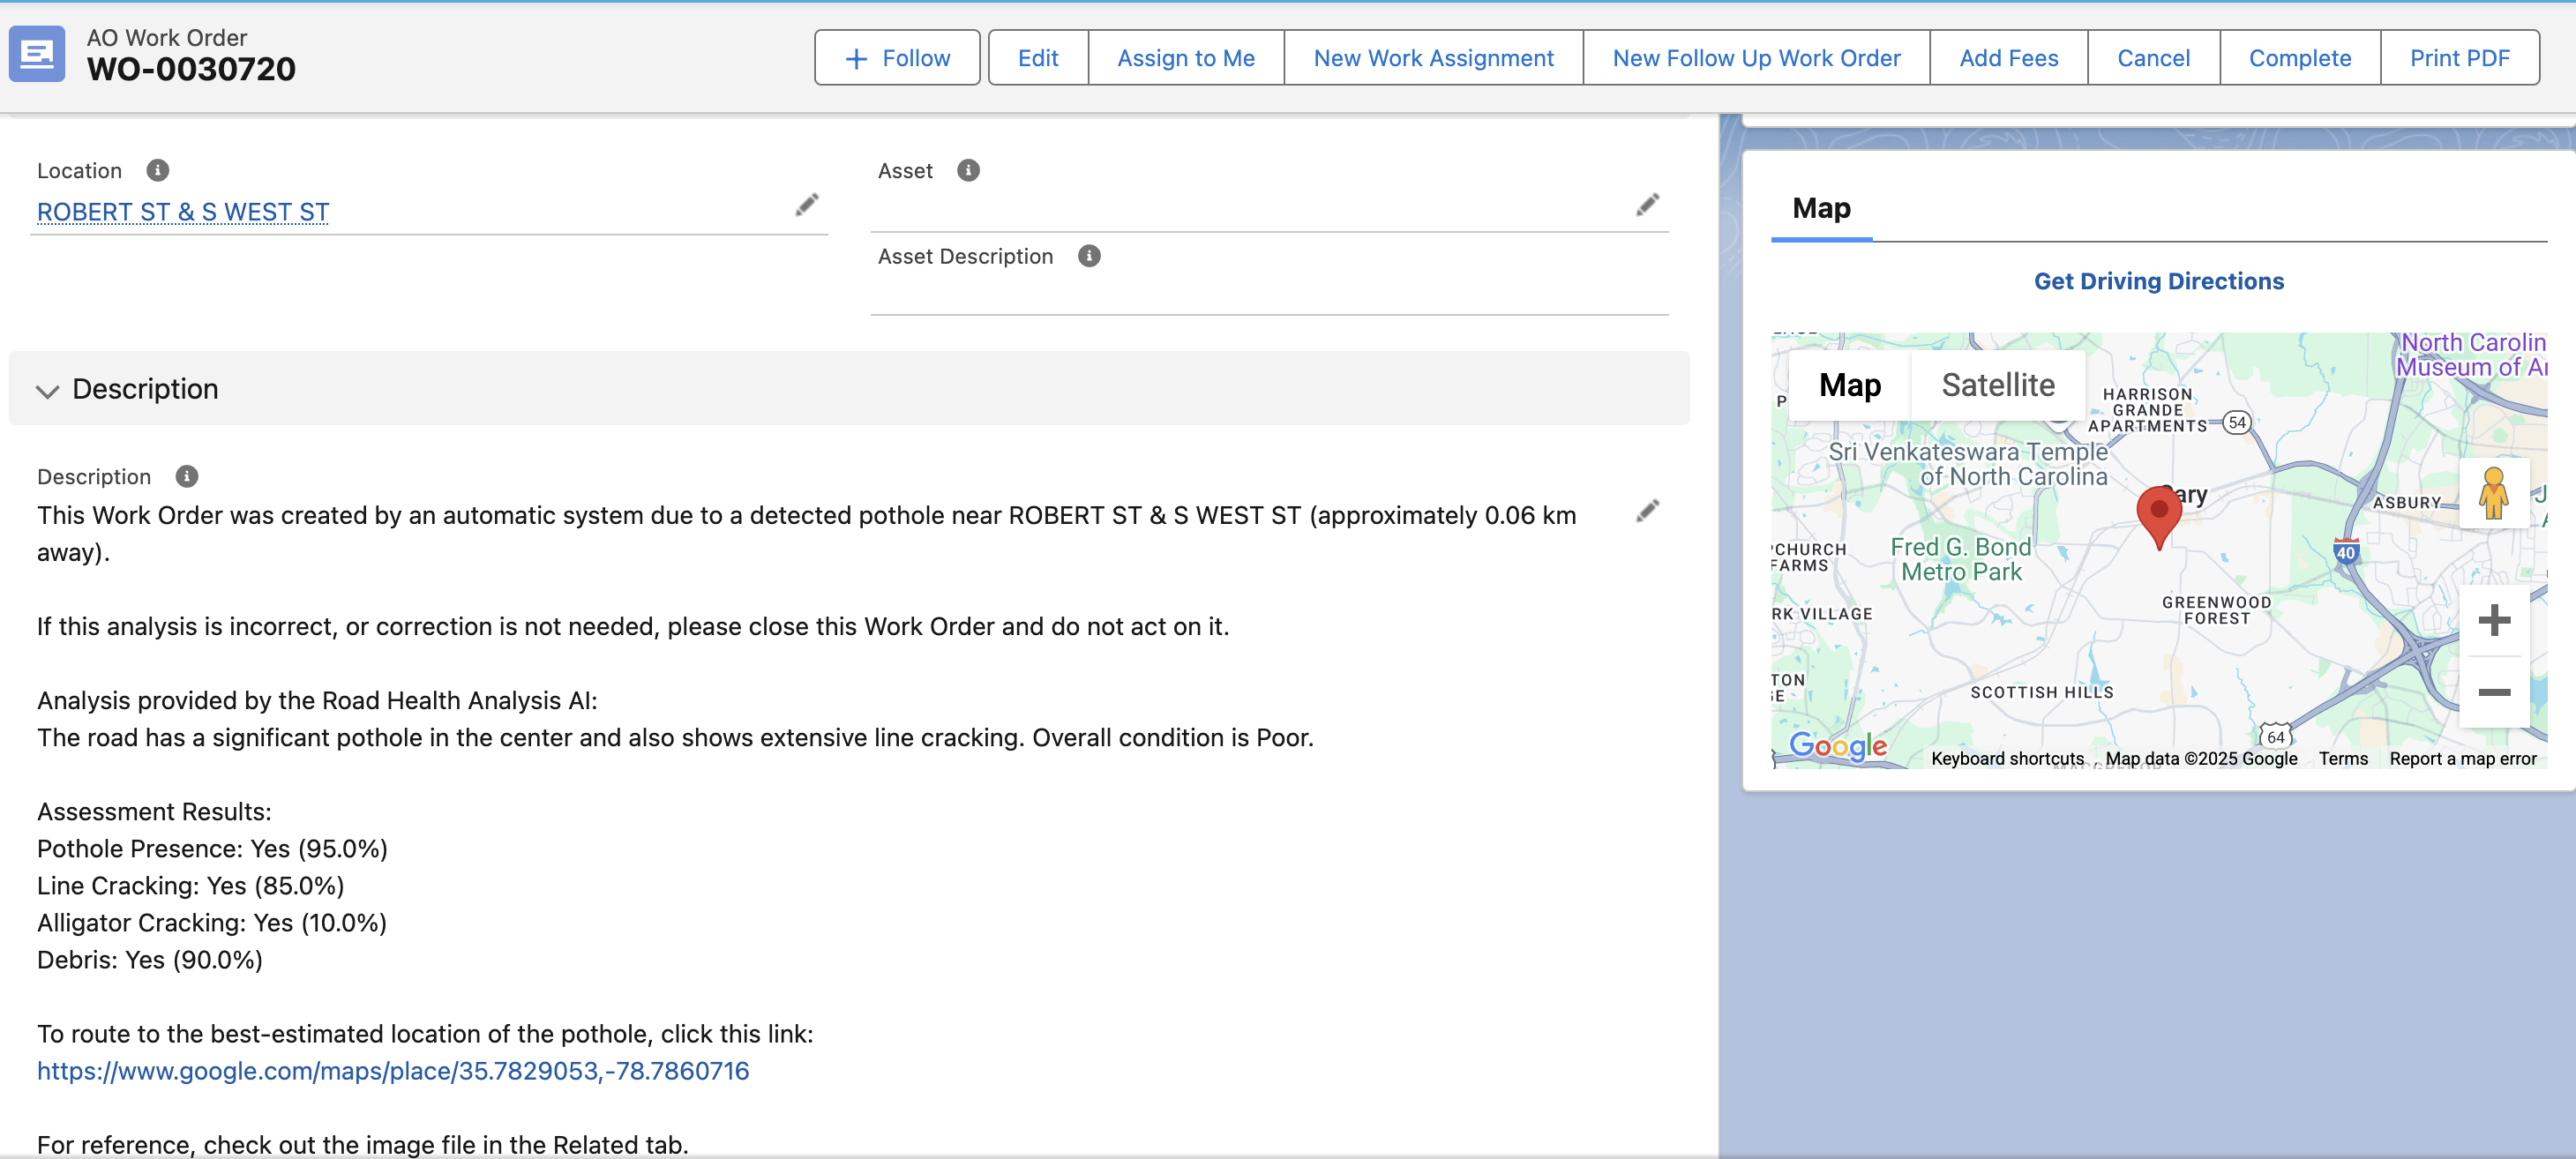 AO Work Order
WO-0030720
Follow
Edit
Assign to Me
New Work Assignment
New Follow Up Work Order
Add Fees
Cancel
Complete
Print PDF
Location
ROBERT ST & S WEST ST
Asset
Asset Description
Description
Description
This Work Order was created by an automatic system due to a detected pothole near ROBERT ST & S WEST ST (approximately 0.06 km
away).
If this analysis is incorrect, or correction is not needed, please close this Work Order and do not act on it.
Analysis provided by the Road Health Analysis AI:
The road has a significant pothole in the center and also shows extensive line cracking. Overall condition is Poor.
Assessment Results:
Pothole Presence: Yes (95.0%)
Line Cracking: Yes (85.0%)
Alligator Cracking: Yes (10.0%)
Debris: Yes (90.0%)
To route to the best-estimated location of the pothole, click this link:
https://www.google.com/maps/place/35.7829053,-78.7860716
For reference, check out the image file in the Related tab.
Map
Get Driving Directions
North Carolin
Museum of Ar
Map
Satellite
P
HARRISON
GRANDE
APARTMENTS
54
Sri Venkateswara Temple
of North Carolina
ary
ASBURY
CHURCH
FARMS
Fred G. Bond
Metro Park
40
RK VILLAGE
GREENWOOD
FOREST
TON
GE
SCOTTISH HILLS
64
Google
Keyboard shortcuts
Map data ©2025 Google
Terms
Report a map error